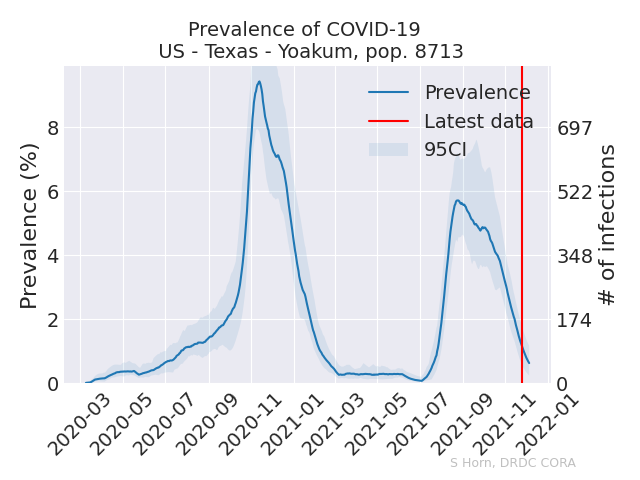 Prevalence of COVID-19
US - Texas - Yoakum, pop. 8713
Prevalence
Latest data
95CI
Prevalence (%)
8
6
4
2
0
697
522
348
174
0
# of infections
2020-03
2020-05
2020-07
2020-09
2020-11
2021-01
2021-03
2021-05
2021-07
2021-09
2021-11
2022-01
S Horn, DRDC CORA